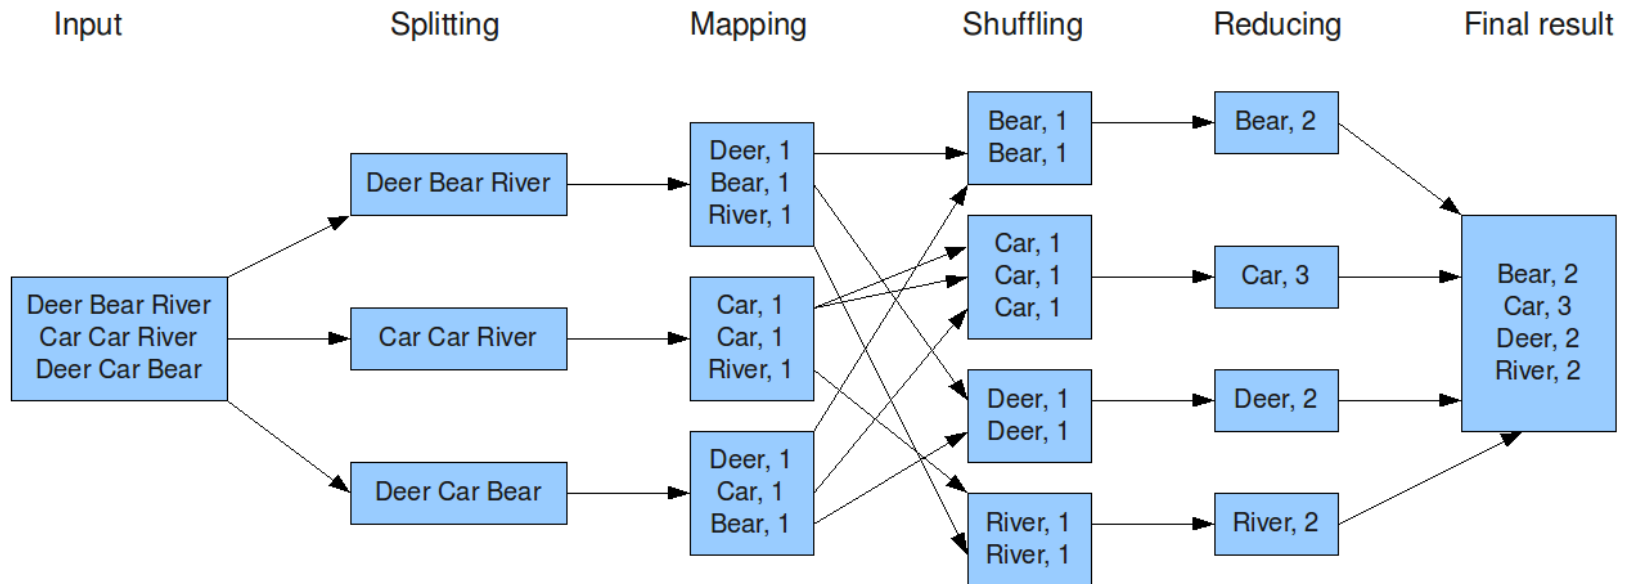 Input
Splitting
Mapping
Shuffling
Reducing
Final result
Deer Bear River
Car Car River
Deer Car Bear
Deer Bear River
Car Car River
Deer Car Bear
Deer, 1
Bear, 1
River, 1
Car, 1
Car, 1
River, 1
Deer, 1
Car, 1
Bear, 1
Bear, 1
Bear, 1
Car, 1
Car, 1
Car, 1
Deer, 1
Deer, 1
River, 1
River, 1
Bear, 2
Car, 3
Deer, 2
River, 2
Bear, 2
Car, 3
Deer, 2
River, 2